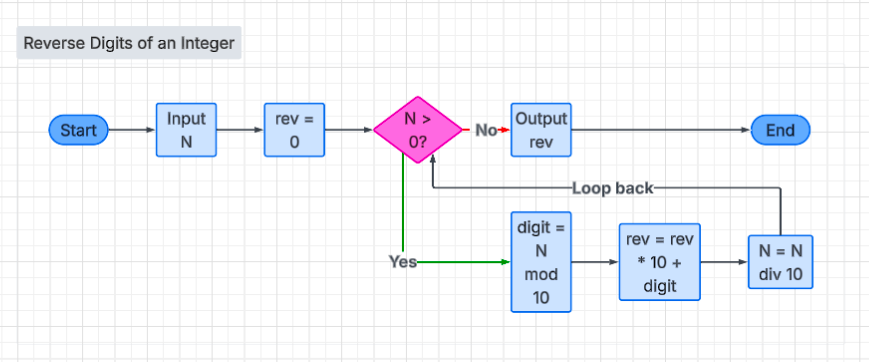 Reverse Digits of an Integer
Start
Input
N
rev =
0
N >
0?
No
Output
rev
End
Loop back
Yes
digit =
N
mod
10
rev = rev
* 10 +
digit
N = N
div 10